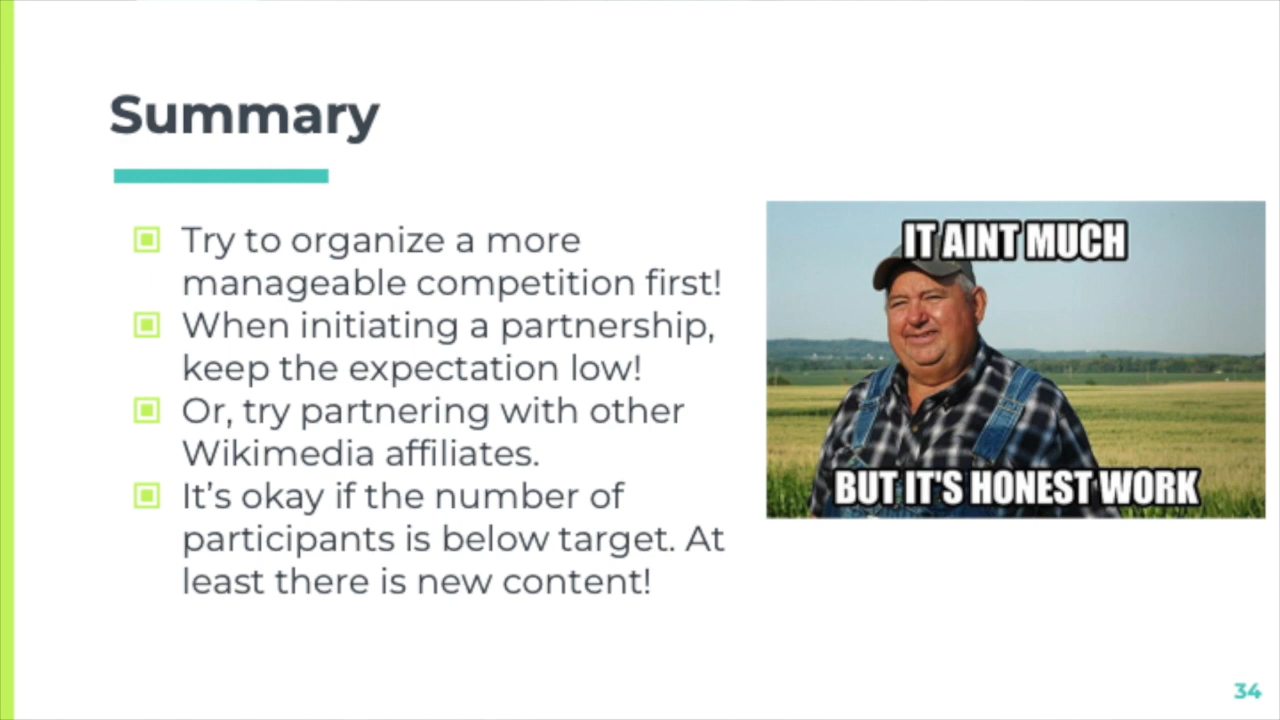 Summary
Try to organize a more
manageable competition first!
When initiating a partnership,
keep the expectation low!
Or, try partnering with other
Wikimedia affiliates.
It's okay if the number of
participants is below target. At
least there is new content!
IT AINT MUCH
BUT IT'S HONEST WORK
34